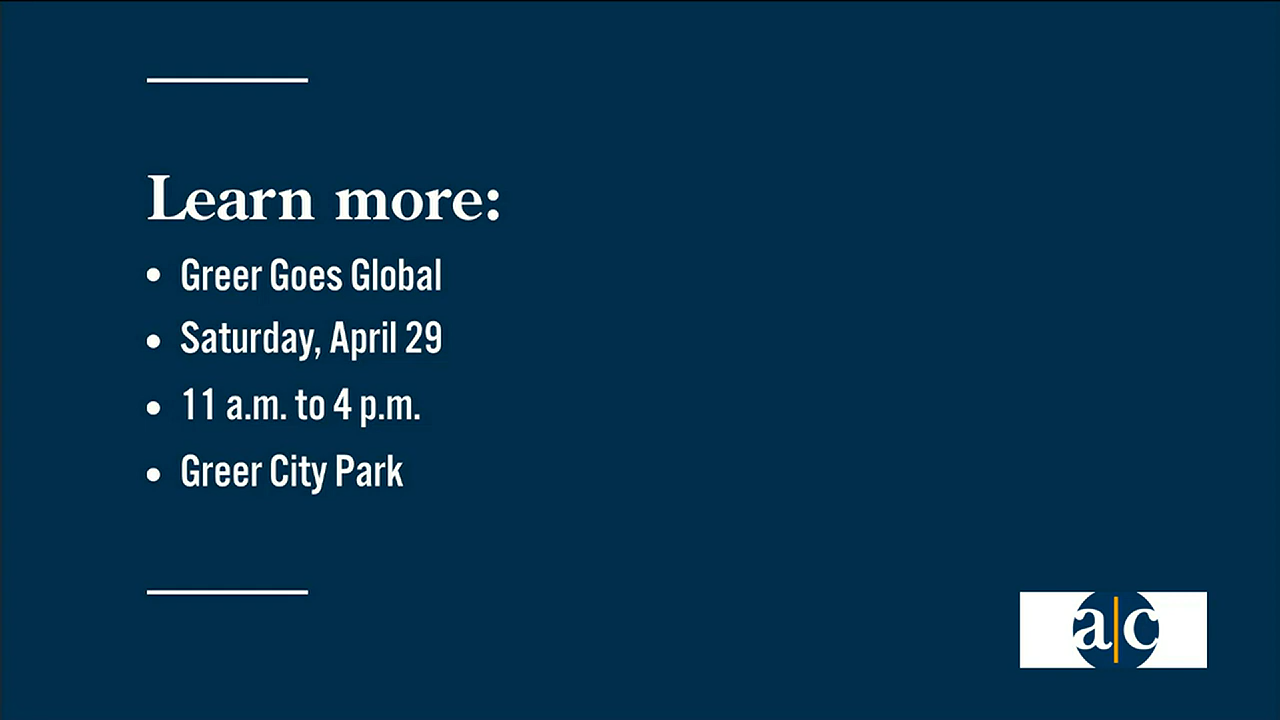 Learn more:
• Greer Goes Global
• Saturday, April 29
• 11 a.m. to 4 p.m.
• Greer City Park
a|c